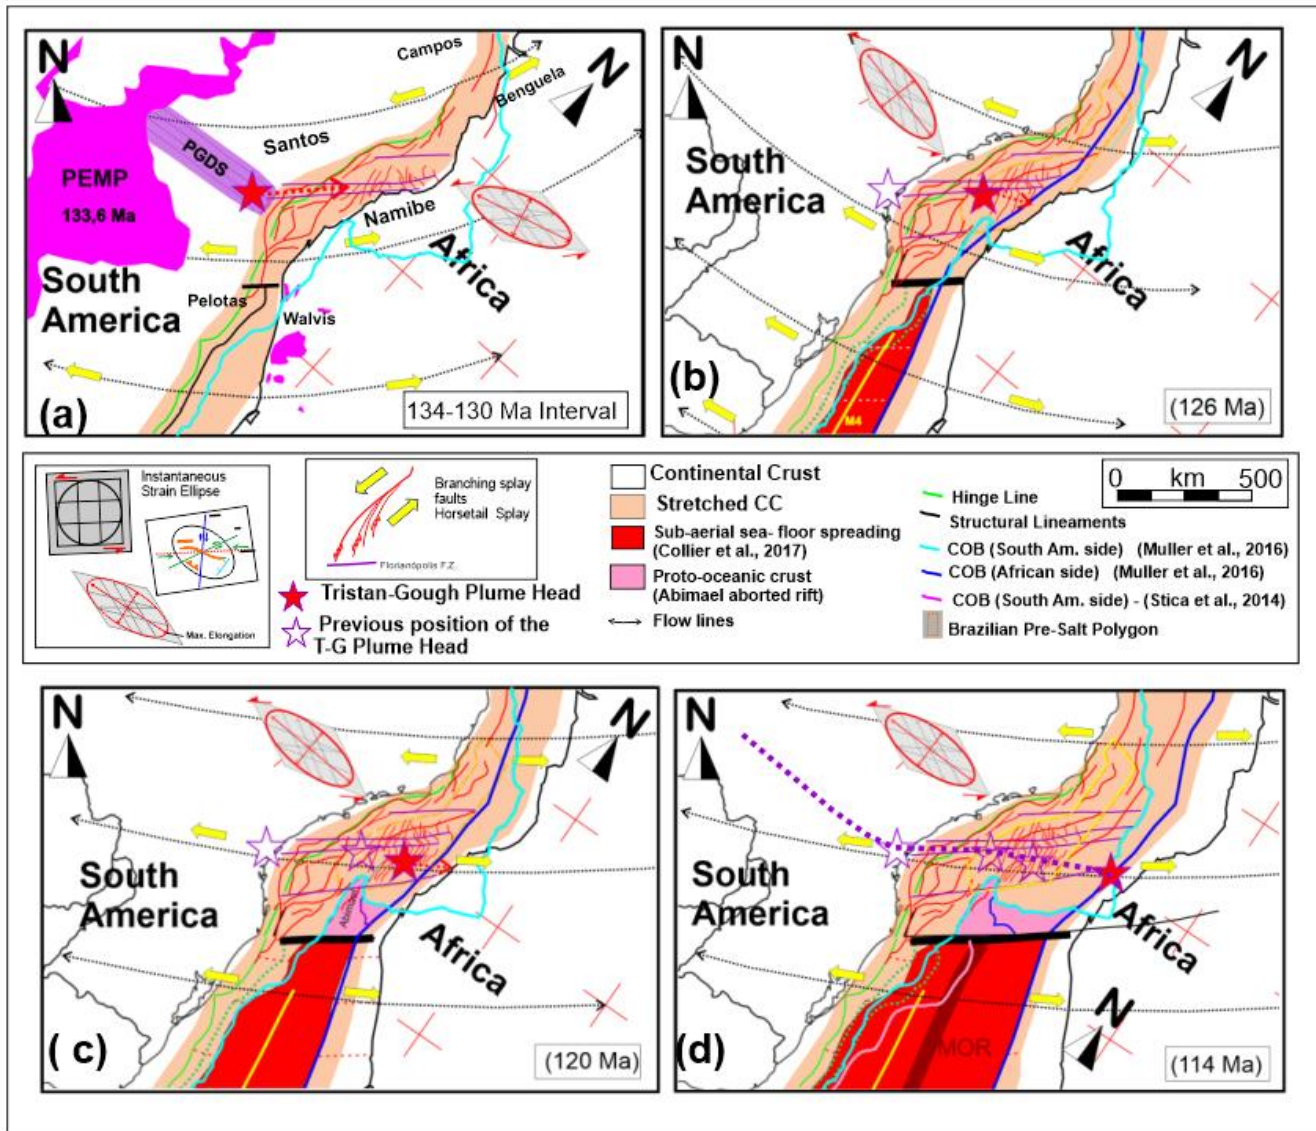 N
Campos
N
Benguela
Santos
PGDS
PEMP
133,6 Ma
Namibe
Africa
South
America
Pelotas
Walvis
(a)
134-130 Ma Interval
N
N
South
America
Africa
(b)
M4
(126 Ma)
Instantaneous
Strain Ellipse
Max. Elongation
Branching splay
faults
Horsetail Splay
Florianópolis F.Z.
Tristan-Gough Plume Head
Previous position of the
T-G Plume Head
Continental Crust
Stretched CC
Sub-aerial sea- floor spreading
(Collier et al., 2017)
Proto-oceanic crust
(Abimael aborted rift)
Flow lines
0 km 500
Hinge Line
Structural Lineaments
COB (South Am. side) (Muller et al., 2016)
COB (African side) (Muller et al., 2016)
COB (South Am. side) - (Stica et al., 2014)
Brazilian Pre-Salt Polygon
N
N
South
America
Abimael
Africa
( c)
(120 Ma)
N
South
America
Africa
N
(d)
MOR
(114 Ma)